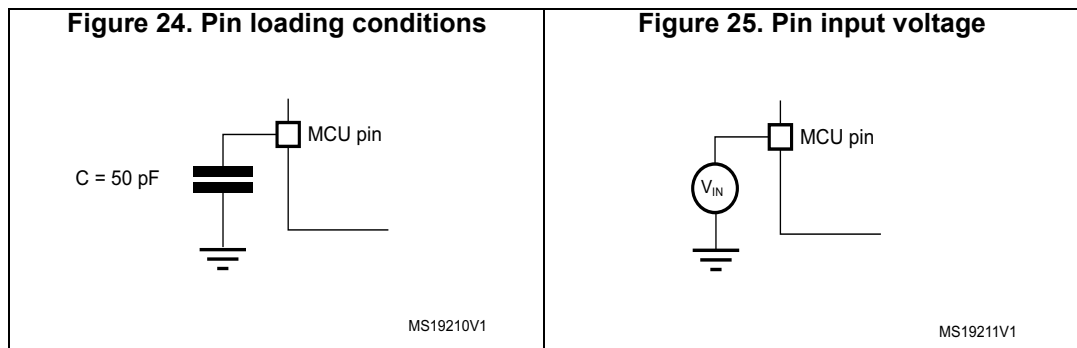 Figure 24. Pin loading conditions
MCU pin
C = 50 pF
MS19210V1
Figure 25. Pin input voltage
MCU pin
VIN
MS19211V1